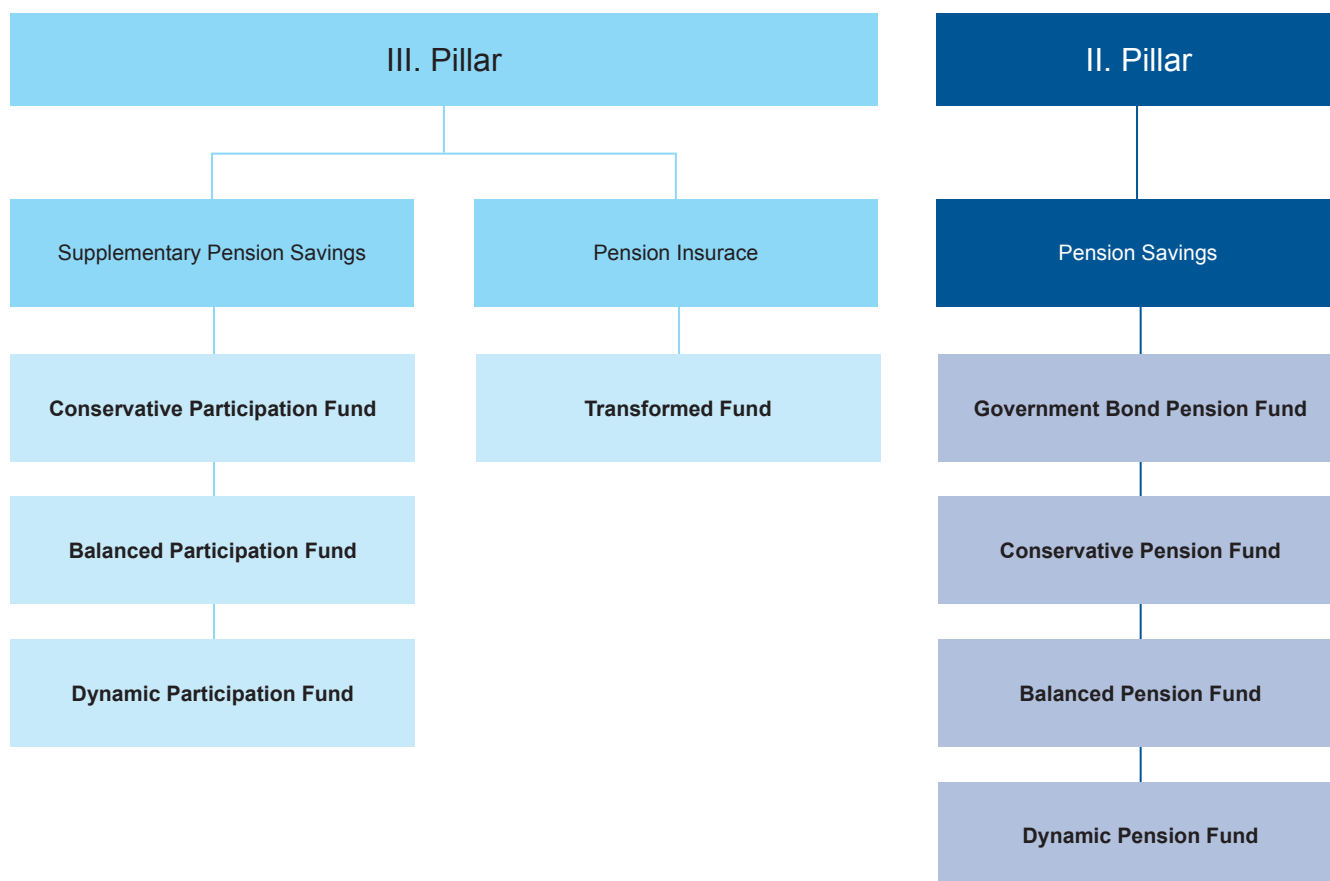 III. Pillar
II. Pillar
Supplementary Pension Savings
Pension Insurace
Pension Savings
Conservative Participation Fund
Transformed Fund
Government Bond Pension Fund
Balanced Participation Fund
Conservative Pension Fund
Dynamic Participation Fund
Balanced Pension Fund
Dynamic Pension Fund